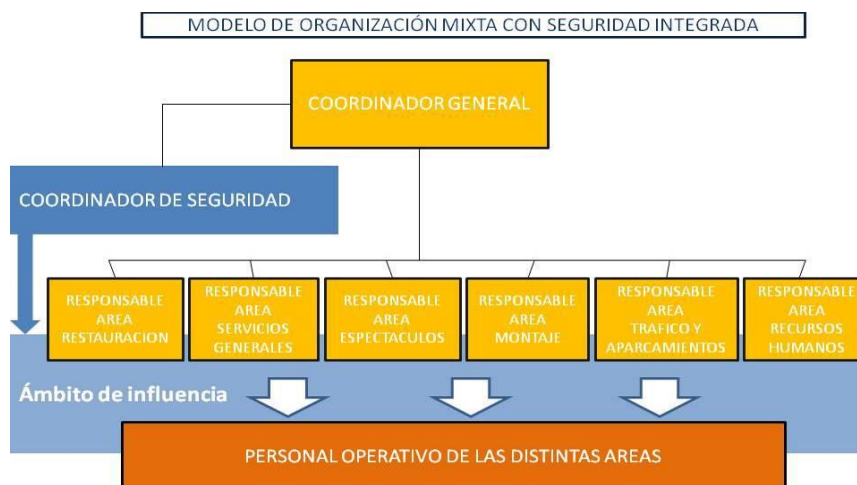 MODELO DE ORGANIZACIÓN MIXTA CON SEGURIDAD INTEGRADA
COORDINADOR GENERAL
COORDINADOR DE SEGURIDAD
RESPONSABLE
AREA
RESTAURACION
RESPONSABLE
AREA
SERVICIOS
GENERALES
RESPONSABLE
AREA
ESPECTACULOS
RESPONSABLE
AREA
MONTAJE
RESPONSABLE
AREA
TRAFICO Y
APARCAMIENTOS
RESPONSABLE
AREA
RECURSOS
HUMANOS
Ámbito de influencia
PERSONAL OPERATIVO DE LAS DISTINTAS AREAS